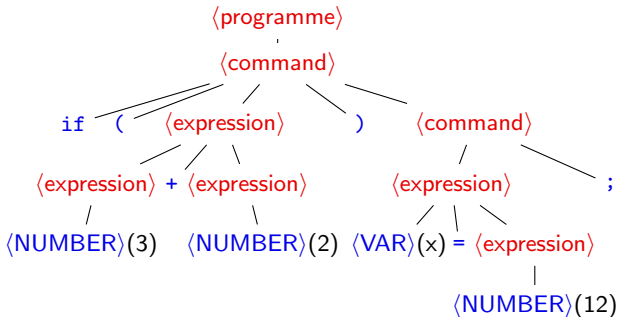 ⟨programme⟩
⟨command⟩
if ( ⟨expression⟩ ) ⟨command⟩
⟨expression⟩ + ⟨expression⟩ ⟨expression⟩ ;
⟨NUMBER⟩(3) ⟨NUMBER⟩(2) ⟨VAR⟩(x) = ⟨expression⟩
⟨NUMBER⟩(12)